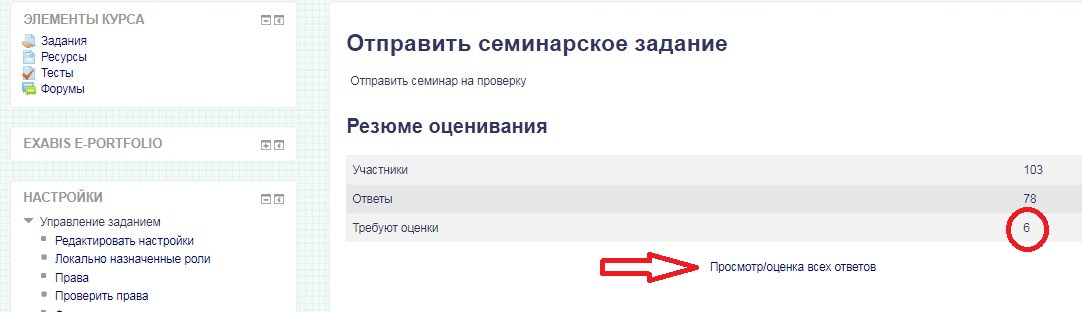 ЭЛЕМЕНТЫ КУРСА
Задания
Ресурсы
Тесты
Форумы
EXABIS E-PORTFOLIO
НАСТРОЙКИ
Управление заданием
Редактировать настройки
Локально назначенные роли
Права
Проверить права
Отправить семинарское задание
Отправить семинар на проверку
Резюме оценивания
Участники 103
Ответы 78
Требуют оценки 6
Просмотр/оценка всех ответов